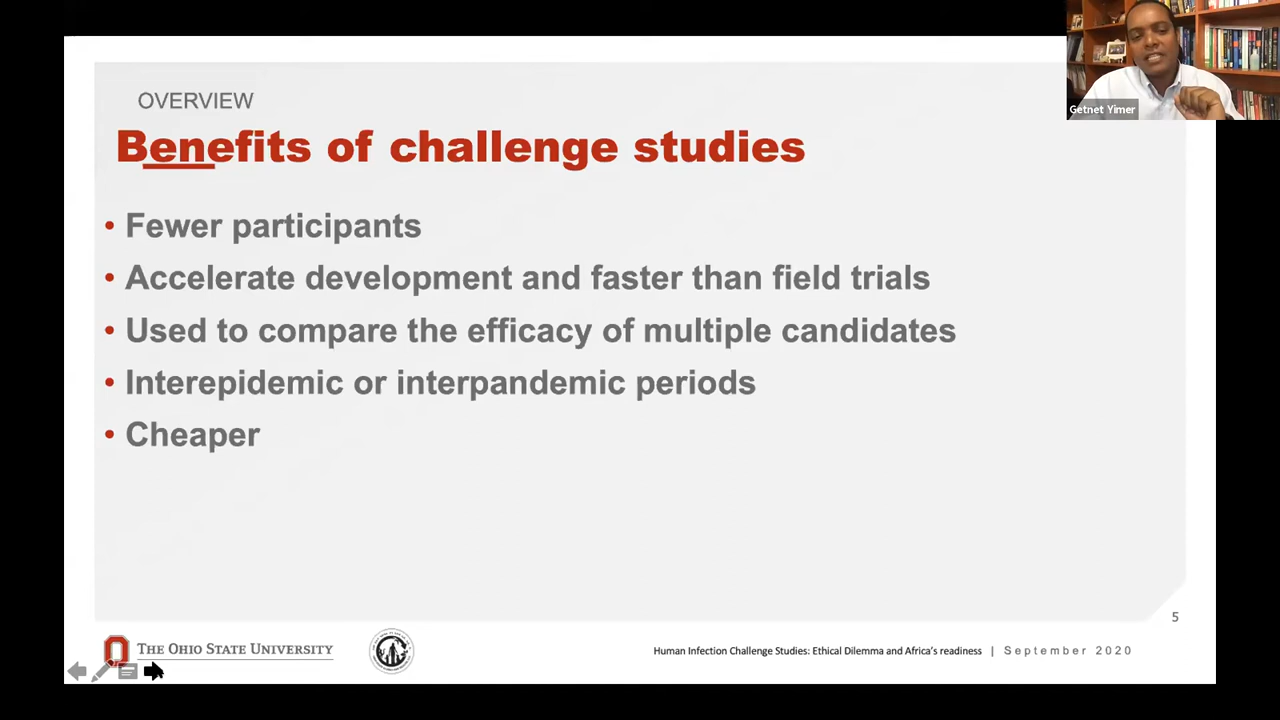 Getnet Yimer
OVERVIEW
Benefits of challenge studies
• Fewer participants
• Accelerate development and faster than field trials
• Used to compare the efficacy of multiple candidates
• Interepidemic or interpandemic periods
• Cheaper
5
THE OHIO STATE UNIVERSITY
Human Infection Challenge Studies: Ethical Dilemma and Africa's readiness | September 2020